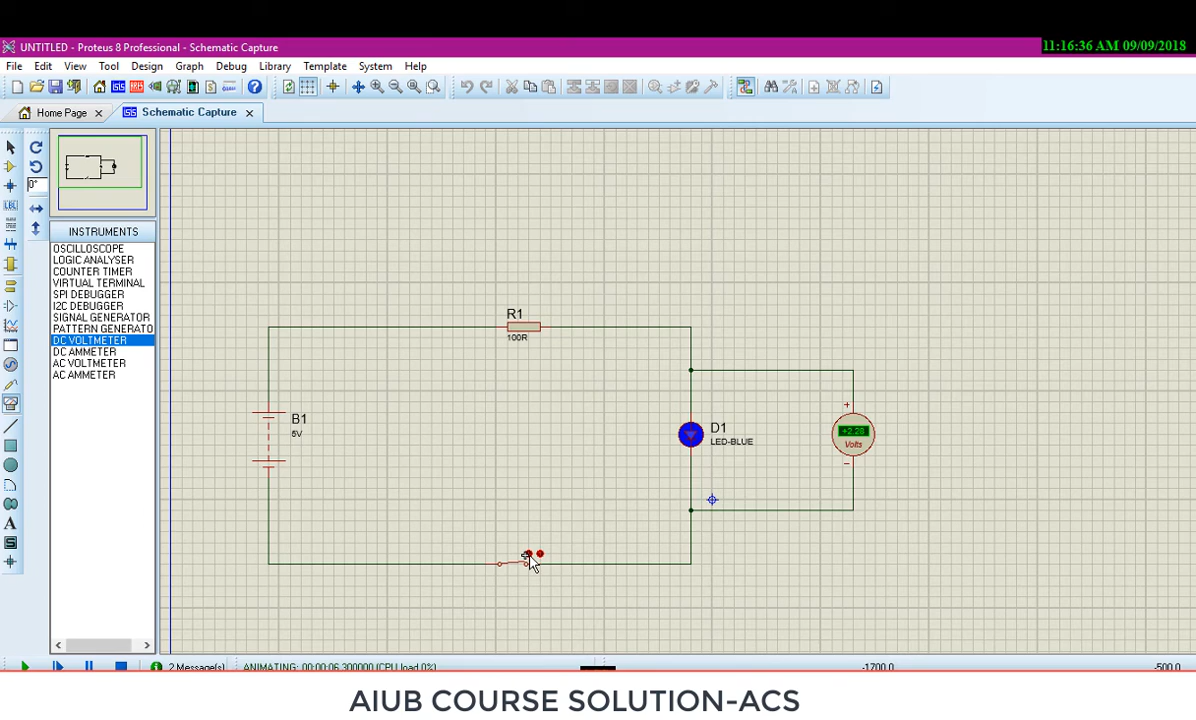 UNTITLED - Proteus 8 Professional - Schematic Capture
11:16:36 AM 09/09/2018
File Edit View Tool Design Graph Debug Library Template System Help
Home Page
Schematic Capture
0°
INSTRUMENTS
OSCILLOSCOPE
LOGIC ANALYSER
COUNTER TIMER
VIRTUAL TERMINAL
SPI DEBUGGER
I2C DEBUGGER
SIGNAL GENERATOR
PATTERN GENERATO
DC VOLTMETER
DC AMMETER
AC VOLTMETER
AC AMMETER
R1
100R
B1
5V
D1
LED-BLUE
+
+2.28
Volts
2 Message(s)
ANIMATING: 00:00:06.300000 (CPU load 0%)
-1700.0
-500.0
AIUB COURSE SOLUTION-ACS